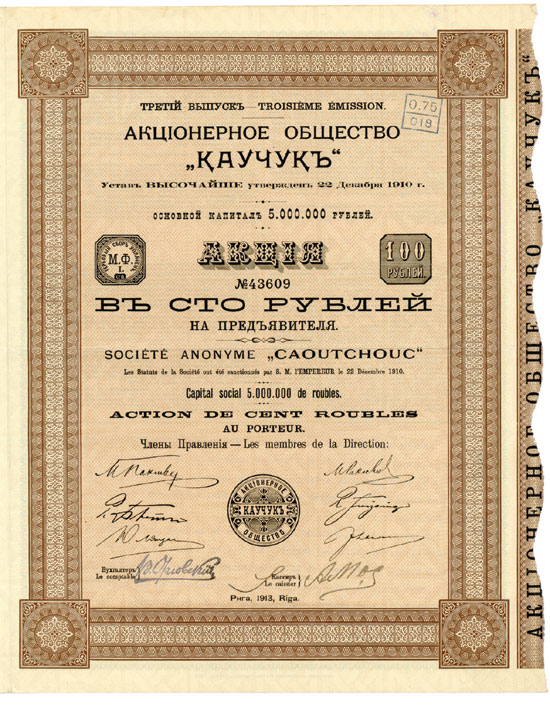 ТРЕТІЙ ВЫПУСКЪ — TROISIÈME ÉMISSION.
0.75
018
АКЦІОНЕРНОЕ ОБЩЕСТВО
„КАУЧУКЪ“
Уставъ ВЫСОЧАЙШЕ утвержденъ 22 Декабря 1910 г.
ОСНОВНОЙ КАПИТАЛЪ 5.000.000 РУБЛЕЙ.
М.Ф.
АКЦІЯ
100
РУБЛЕЙ.
№43609
ВЪ СТО РУБЛЕЙ
НА ПРЕДЪЯВИТЕЛЯ.
SOCIÉTÉ ANONYME „CAOUTCHOUC“
Les Statuts de la Société ont été sanctionnés par S. M. l'EMPEREUR le 22 Décembre 1910.
Capital social 5.000.000 de roubles.
ACTION DE CENT ROUBLES
AU PORTEUR.
Члены Правленія — Les membres de la Direction:
АКЦІОНЕРНОЕ
КАУЧУКЪ
ОБЩЕСТВО
Бухгалтеръ
Le comptable
Кассиръ
Le caissier
Рига, 1913, Riga.
АКЦІОНЕРНОЕ ОБЩЕСТВО „КАУЧУКЪ“